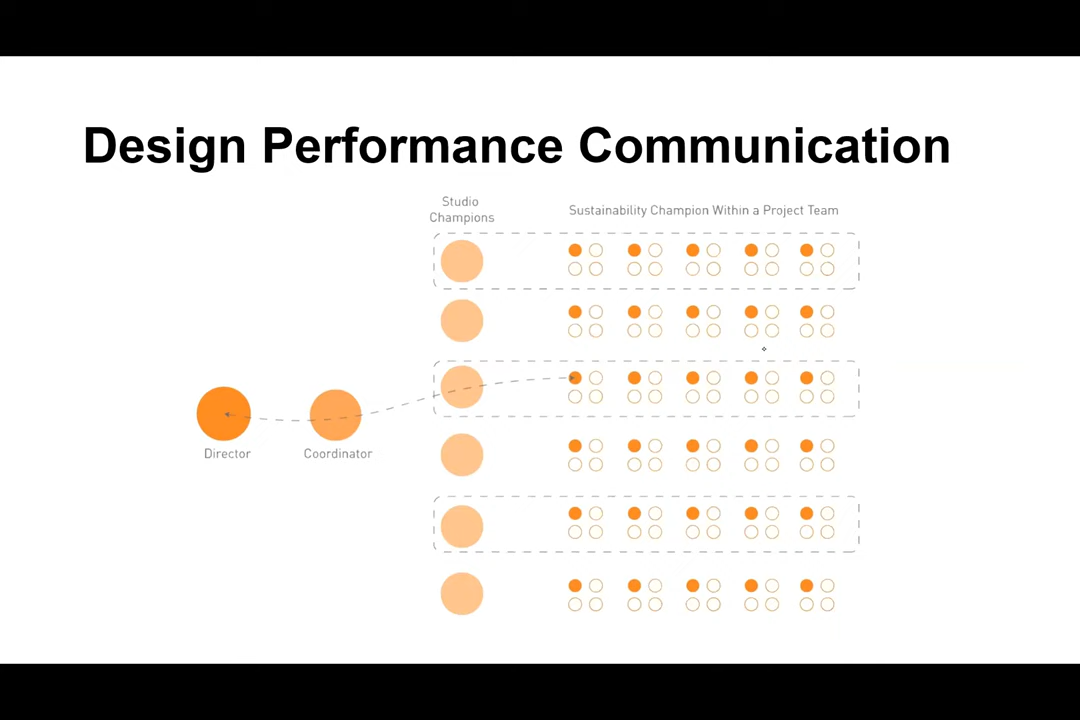 Design Performance Communication
Studio
Champions
Sustainability Champion Within a Project Team
Director
Coordinator